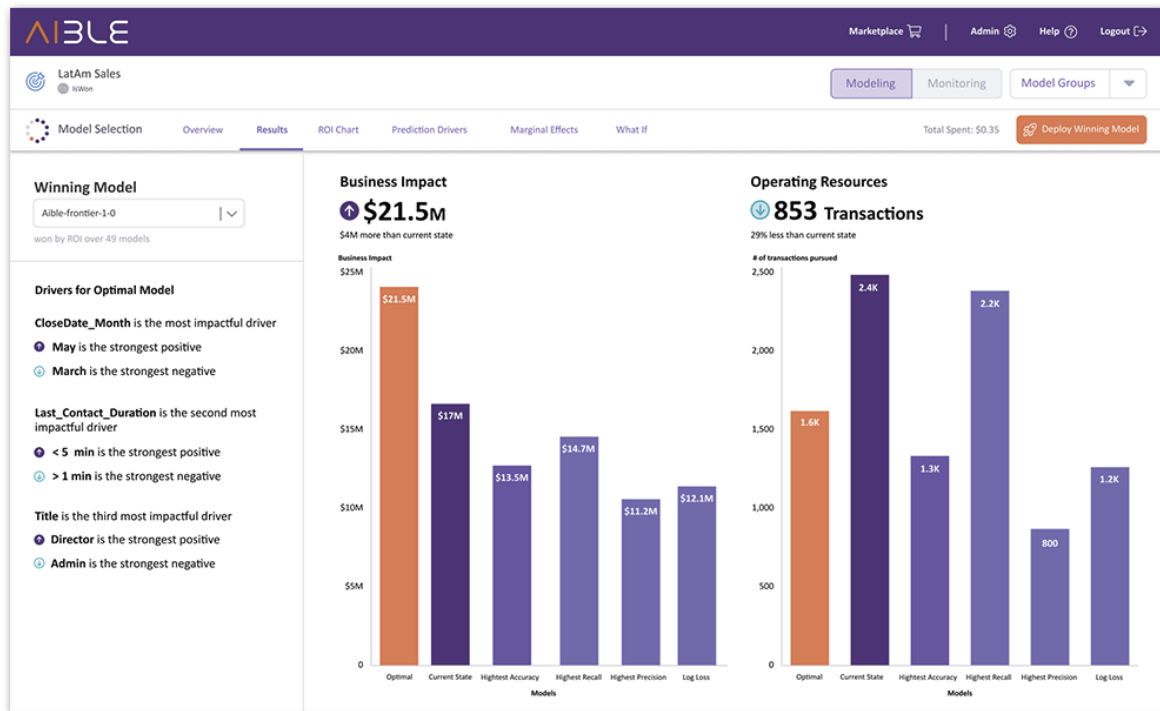 AIBLE
Marketplace
Admin
Help
Logout
LatAm Sales
IsWon
Modeling
Monitoring
Model Groups
Model Selection
Overview
Results
ROI Chart
Prediction Drivers
Marginal Effects
What If
Total Spent: $0.35
Deploy Winning Model
Winning Model
Aible-frontier-1-0
won by ROI over 49 models
Drivers for Optimal Model
CloseDate_Month is the most impactful driver
May is the strongest positive
March is the strongest negative
Last_Contact_Duration is the second most
impactful driver
< 5 min is the strongest positive
> 1 min is the strongest negative
Title is the third most impactful driver
Director is the strongest positive
Admin is the strongest negative
Business Impact
$21.5M
$4M more than current state
Business Impact
$25M
$20M
$15M
$10M
$5M
0
$21.5M
$17M
$13.5M
$14.7M
$11.2M
$12.1M
Optimal
Current State
Hightest Accuracy
Highest Recall
Highest Precision
Log Loss
Models
Operating Resources
853 Transactions
29% less than current state
# of transactions pursued
2,500
2,000
1,500
1,000
500
0
1.6K
2.4K
1.3K
2.2K
800
1.2K
Optimal
Current State
Hightest Accuracy
Highest Recall
Highest Precision
Log Loss
Models